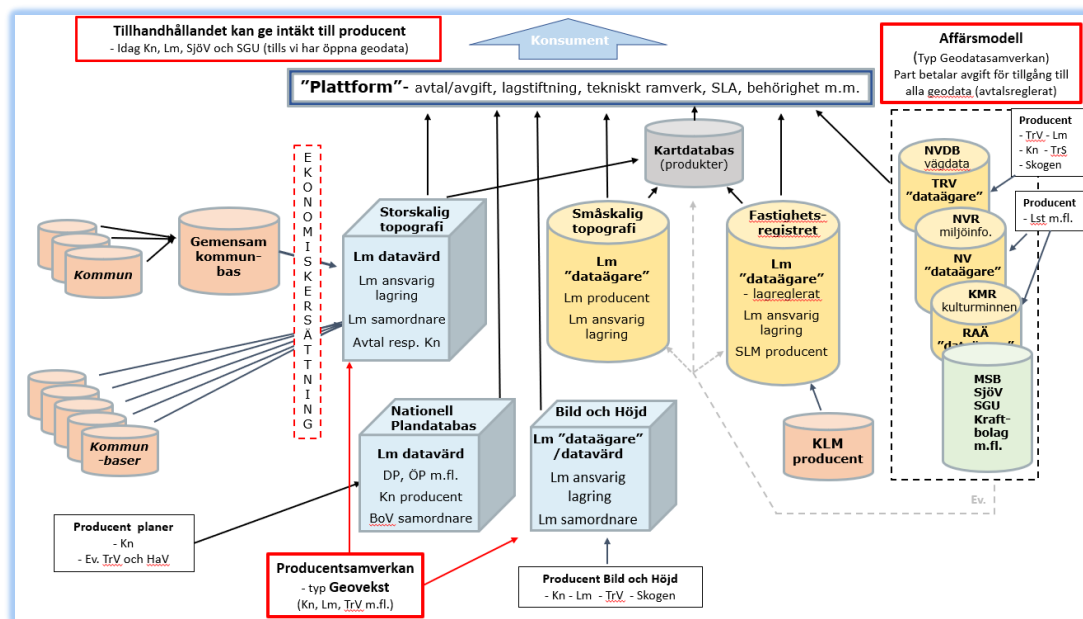 Tillhandhållandet kan ge intäkt till producent
- Idag Kn, Lm, SjöV och SGU (tills vi har öppna geodata)
Konsument
Affärsmodell
(Typ Geodatasamverkan)
Part betalar avgift för tillgång till
alla geodata (avtalsreglerat)
”Plattform”- avtal/avgift, lagstiftning, tekniskt ramverk, SLA, behörighet m.m.
Producent
- TrV - Lm
- Kn - TrS
- Skogen
Kartdatabas
(produkter)
NVDB
vägdata
TRV
”dataägare”
Producent
- Lst m.fl.
NVR
miljöinfo.
NV
”dataägare”
KMR
kulturminnen
RAÄ
MSB
SjöV
SGU
Kraft-
bolag
m.fl.
EKONOMISKERSÄTTNING
Kommun
Gemensam
kommun-
bas
Storskalig
topografi
Lm datavärd
Lm ansvarig
lagring
Lm samordnare
Avtal resp. Kn
Småskalig
topografi
Lm
”dataägare”
Lm producent
Lm ansvarig
lagring
Fastighets-
registret
Lm
”dataägare”
- lagreglerat
Lm ansvarig
lagring
SLM producent
Kommun
-baser
Nationell
Plandatabas
Lm datavärd
DP, ÖP m.fl.
Kn producent
BoV samordnare
Bild och Höjd
Lm ”dataägare”
/datavärd
Lm ansvarig
lagring
Lm samordnare
KLM
producent
Ev.
Producent planer
- Kn
- Ev. TrV och HaV
Producentsamverkan
- typ Geovekst
(Kn, Lm, TrV m.fl.)
Producent Bild och Höjd
- Kn - Lm - TrV - Skogen